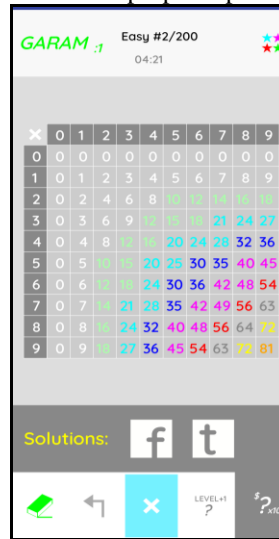 GARAM :1
Easy #2/200
04:21
× 0 1 2 3 4 5 6 7 8 9
0 0 0 0 0 0 0 0 0 0 0
1 0 1 2 3 4 5 6 7 8 9
2 0 2 4 6 8 10 12 14 16 18
3 0 3 6 9 12 15 18 21 24 27
4 0 4 8 12 16 20 24 28 32 36
5 0 5 10 15 20 25 30 35 40 45
6 0 6 12 18 24 30 36 42 48 54
7 0 7 14 21 28 35 42 49 56 63
8 0 8 16 24 32 40 48 56 64 72
9 0 9 18 27 36 45 54 63 72 81
Solutions: f t
× LEVEL+1 ? $?x10